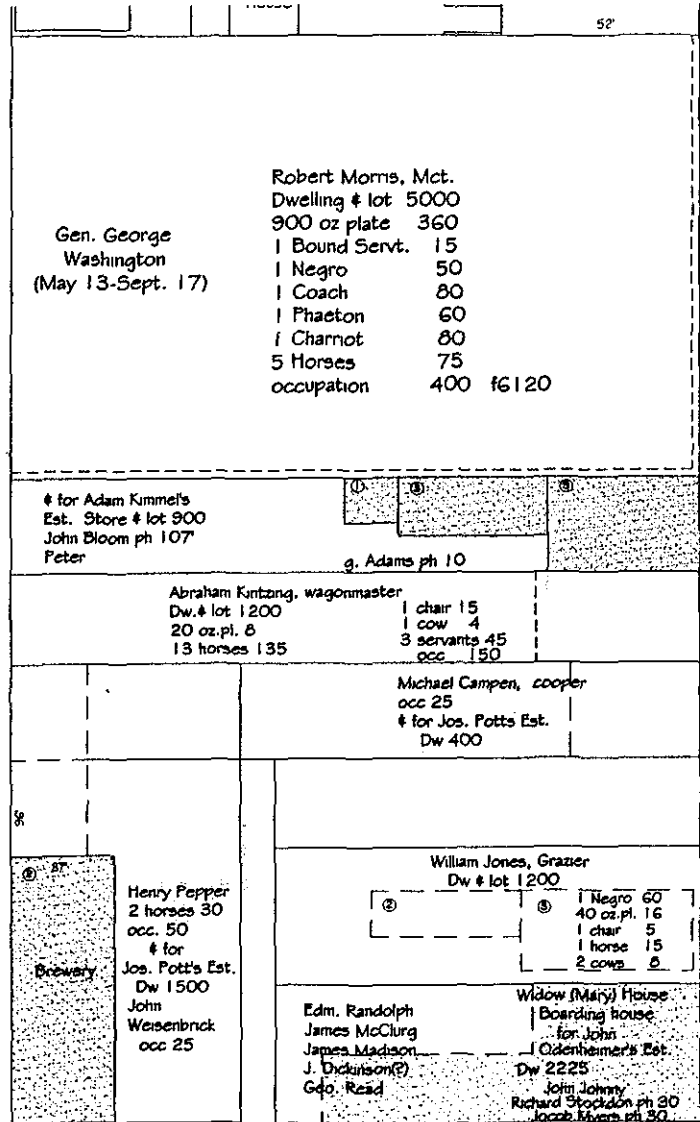 52'
Gen. George
Washington
(May 13-Sept. 17)
Robert Morris, Mct.
Dwelling & lot 5000
900 oz plate 360
1 Bound Servt. 15
1 Negro 50
1 Coach 80
1 Phaeton 60
1 Charriot 80
5 Horses 75
occupation 400 £6120
& for Adam Kimmel's
Est. Store & lot 900
John Bloom ph 107'
Peter
g. Adams ph 10
Abraham Kintzing, wagonmaster
Dw.& lot 1200
20 oz.pl. 8
13 horses 135
1 chair 15
1 cow 4
3 servants 45
occ 150
Michael Campen, cooper
occ 25
& for Jos. Potts Est.
Dw 400
96
87'
Brewery
Henry Pepper
2 horses 30
occ. 50
& for
Jos. Pott's Est.
Dw 1500
John
Weisenbrick
occ 25
William Jones, Grazier
Dw & lot 1200
②
1 Negro 60
40 oz.pl. 16
1 chair 5
1 horse 15
2 cows 8
Edm. Randolph
James McClurg
James Madison
J. Dickinson(?)
Geo. Read
Widow (Mary) House
Boarding house
for John
Odenheimer's Est.
Dw 2225
John Johnny
Richard Stockdon ph 30
Jacob Myers ph 30